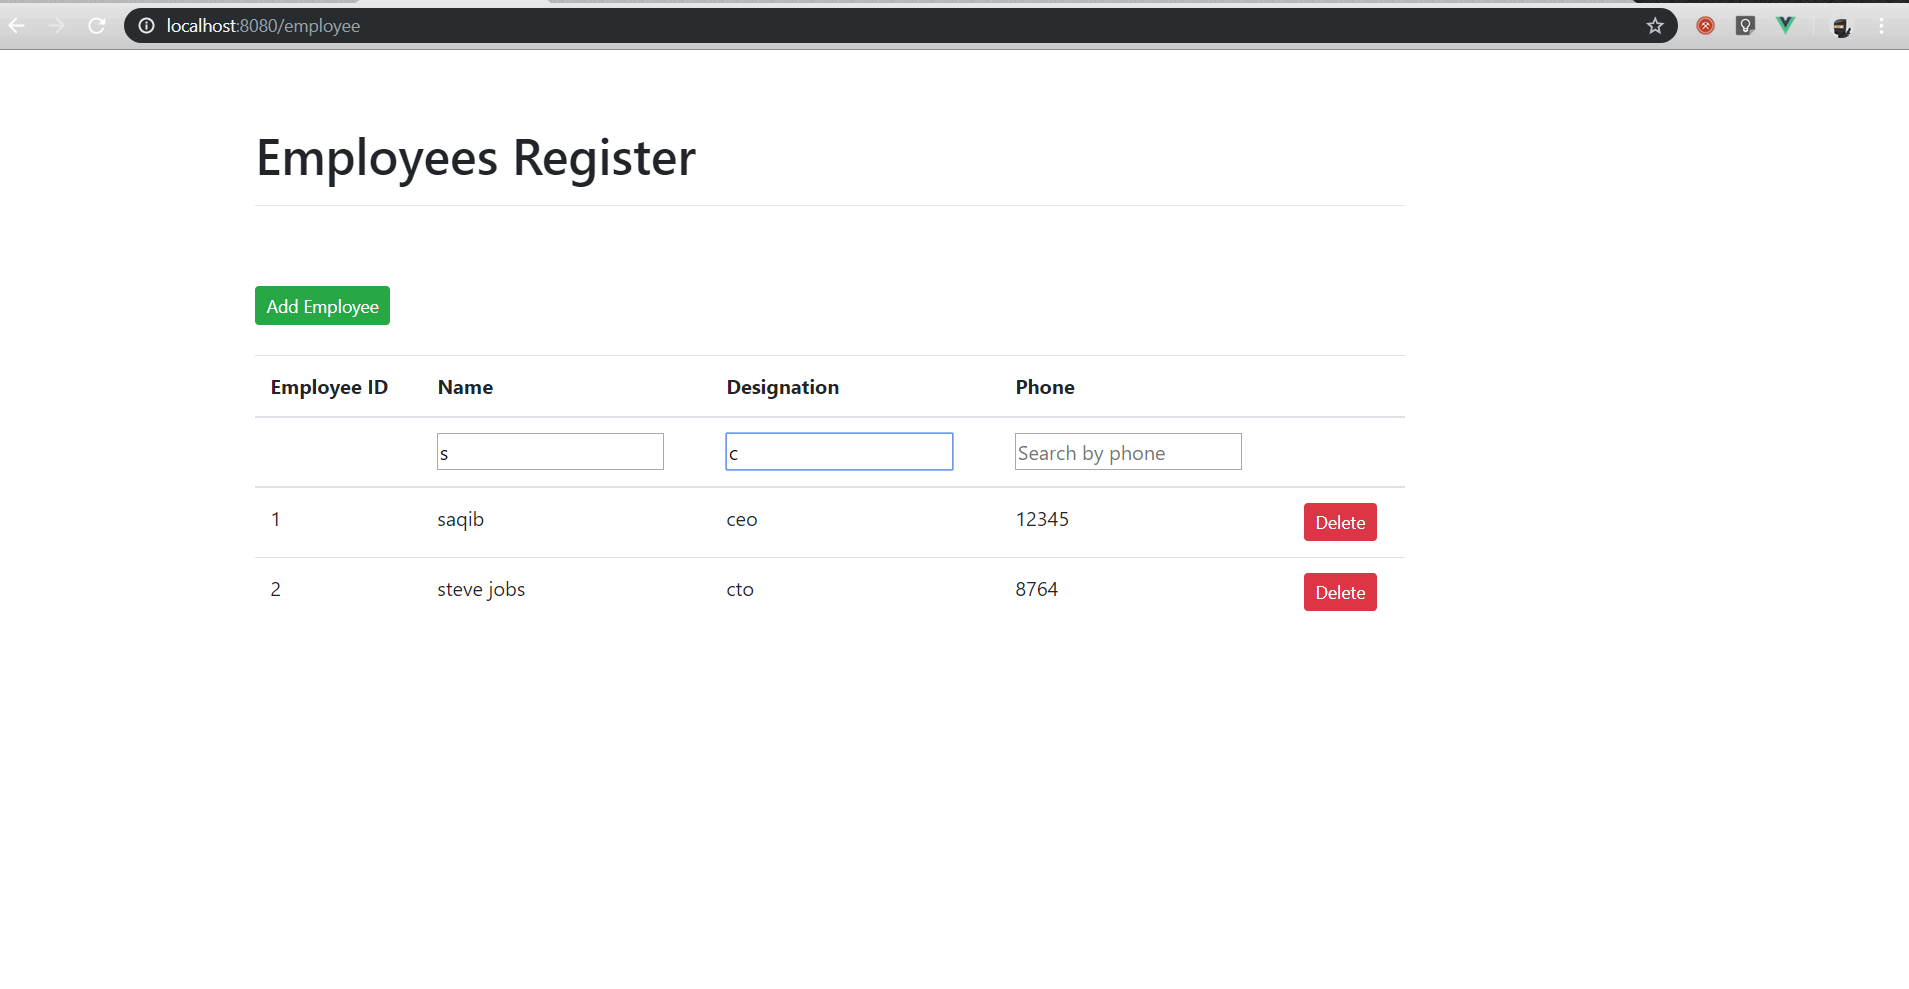 localhost:8080/employee
Employees Register
Add Employee
Employee ID Name Designation Phone
s c Search by phone
1 saqib ceo 12345 Delete
2 steve jobs cto 8764 Delete